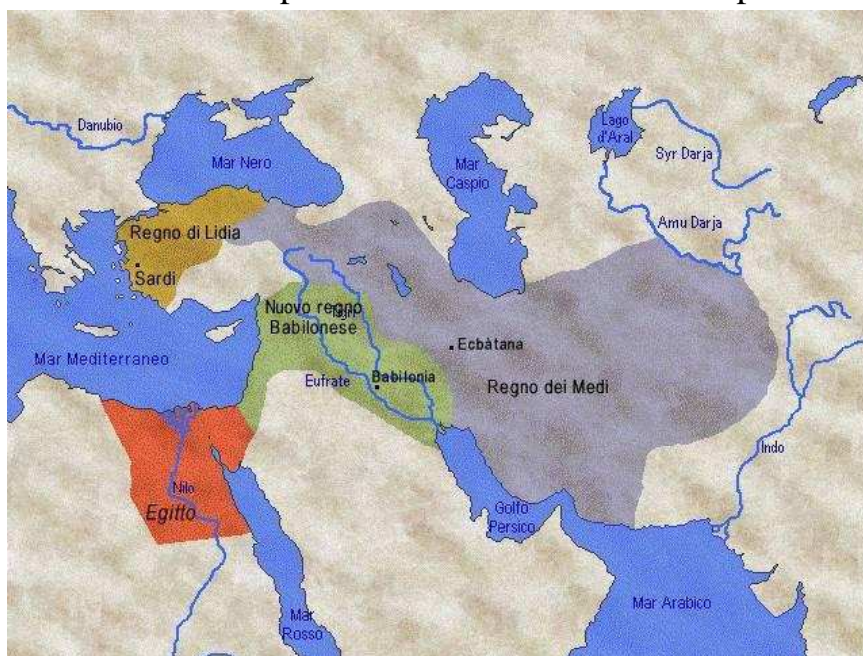 Danubio
Mar Nero
Mar
Caspio
Lago
d'Aral
Syr Darja
Amu Darja
Regno di Lidia
Sardi
Nuovo regno
Babilonese
Ecbàtana
Mar Mediterraneo
Eufrate
Babilonia
Regno dei Medi
Indo
Nilo
Egitto
Golfo
Persico
Mar
Rosso
Mar Arabico